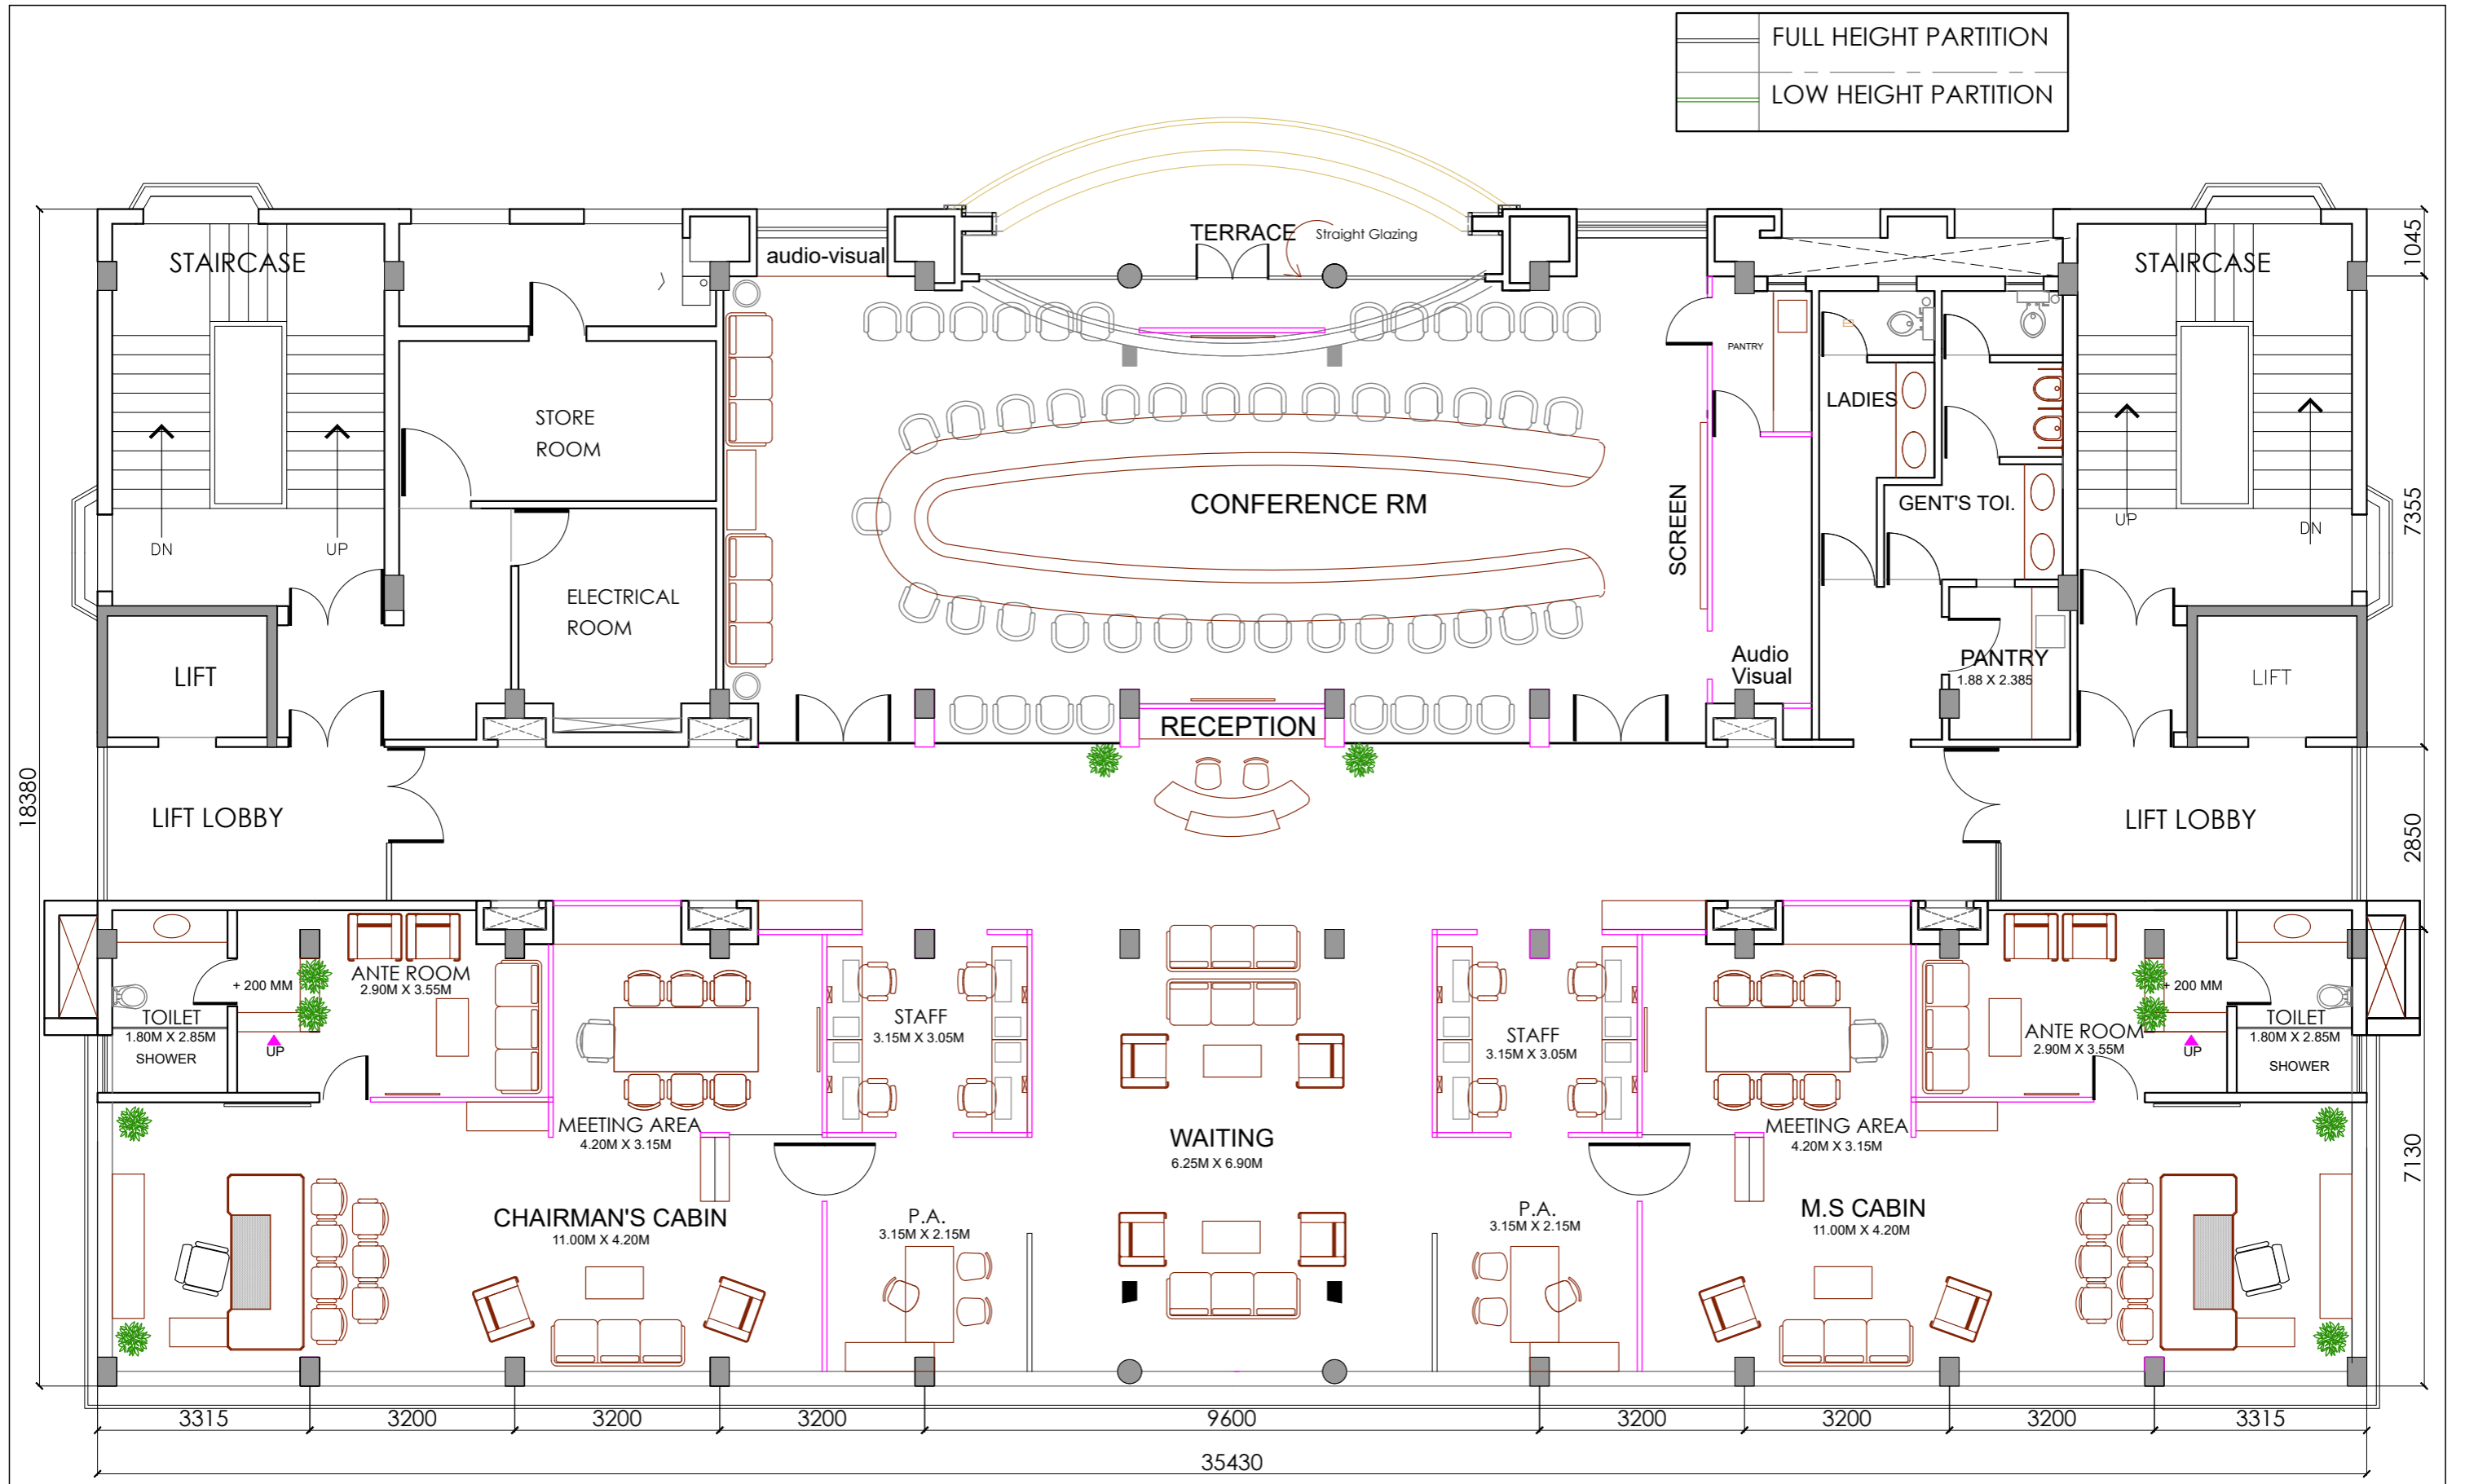 FULL HEIGHT PARTITION
LOW HEIGHT PARTITION
STAIRCASE
audio-visual
TERRACE
Straight Glazing
STAIRCASE
1045
PANTRY
LADIES
STORE
ROOM
CONFERENCE RM
SCREEN
GENT'S TOI.
7355
DN
UP
UP
DN
ELECTRICAL
ROOM
LIFT
Audio
Visual
PANTRY
1.88 X 2.385
LIFT
RECEPTION
18380
LIFT LOBBY
LIFT LOBBY
2850
ANTE ROOM
2.90M X 3.55M
+ 200 MM
TOILET
1.80M X 2.85M
SHOWER
UP
STAFF
3.15M X 3.05M
STAFF
3.15M X 3.05M
ANTE ROOM
2.90M X 3.55M
+ 200 MM
TOILET
1.80M X 2.85M
SHOWER
UP
MEETING AREA
4.20M X 3.15M
WAITING
6.25M X 6.90M
MEETING AREA
4.20M X 3.15M
7130
CHAIRMAN'S CABIN
11.00M X 4.20M
P.A.
3.15M X 2.15M
P.A.
3.15M X 2.15M
M.S CABIN
11.00M X 4.20M
3315
3200
3200
3200
9600
3200
3200
3200
3315
35430